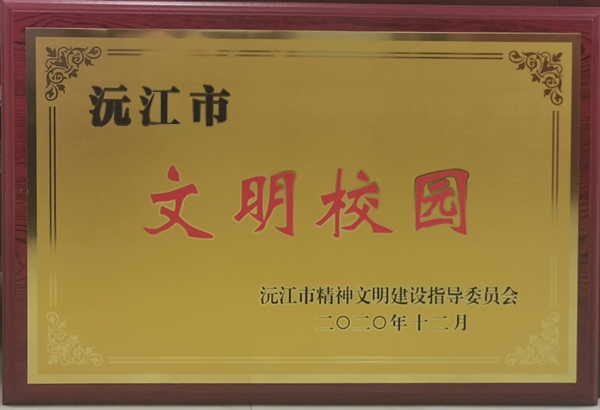 沅江市
文明校园
沅江市精神文明建设指导委员会
二〇二〇年十二月